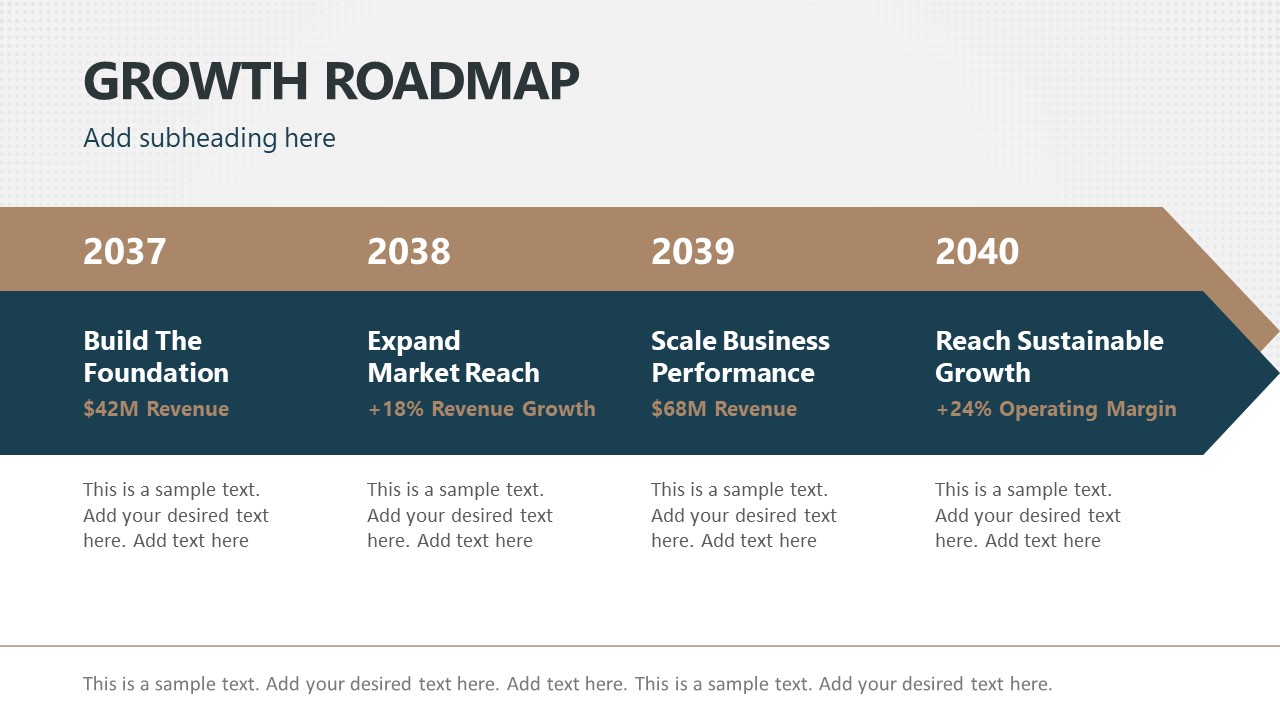 GROWTH ROADMAP
Add subheading here
2037
2038
2039
2040
Build The
Foundation
$42M Revenue
Expand
Market Reach
+18% Revenue Growth
Scale Business
Performance
$68M Revenue
Reach Sustainable
Growth
+24% Operating Margin
This is a sample text.
Add your desired text
here. Add text here
This is a sample text.
Add your desired text
here. Add text here
This is a sample text.
Add your desired text
here. Add text here
This is a sample text.
Add your desired text
here. Add text here
This is a sample text. Add your desired text here. Add text here. This is a sample text. Add your desired text here.